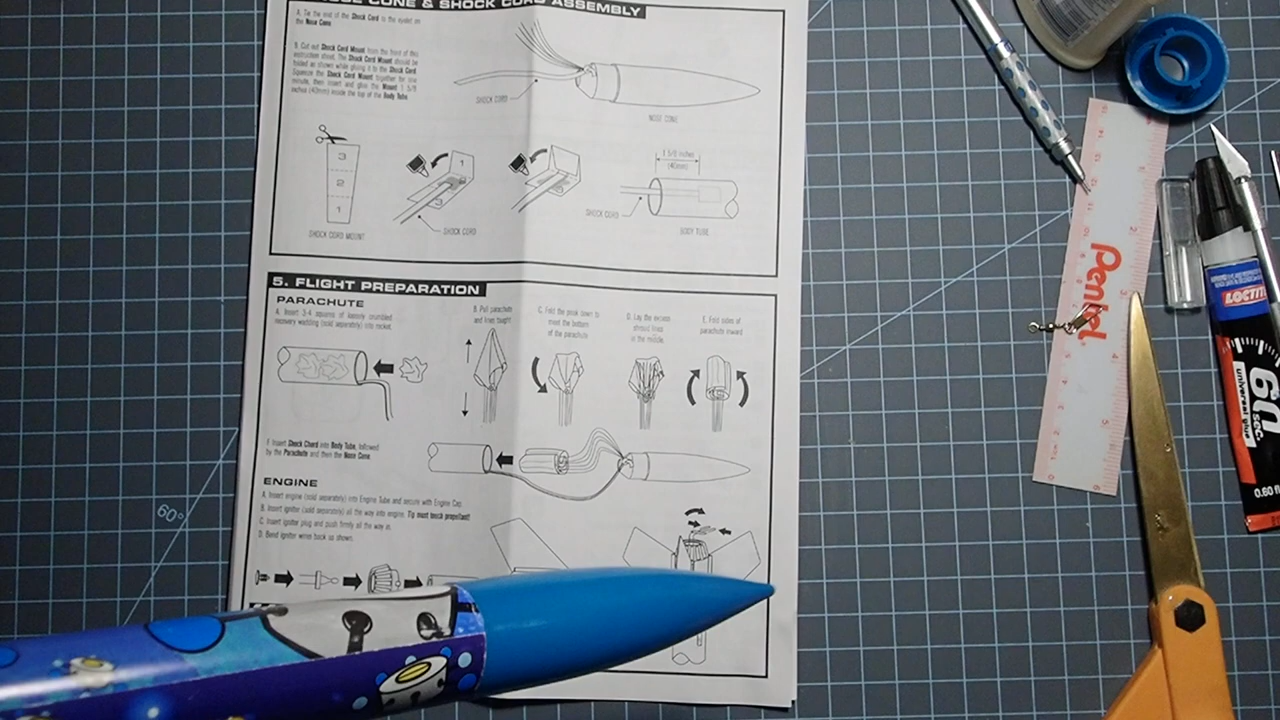 NOSE CONE & SHOCK CORD ASSEMBLY
A. Tie the end of the Shock Cord to the eyelet on
the Nose Cone.
B. Cut out Shock Cord Mount from the front of this
instruction sheet. The Shock Cord Mount should be
folded as shown while gluing it to the Shock Cord.
Squeeze the Shock Cord Mount together for one
minute, then insert and glue the Mount 1 5/8
inches (40mm) inside the top of the Body Tube.
SHOCK CORD
NOSE CONE
3
2
1
SHOCK CORD MOUNT
1
SHOCK CORD
1 5/8 inches
(40mm)
SHOCK CORD
BODY TUBE
5. FLIGHT PREPARATION
PARACHUTE
A. Insert 3-4 squares of loosely crumbled
recovery wadding (sold separately) into rocket.
B. Pull parachute
and lines taught
C. Fold the peak down to
meet the bottom
of the parachute
D. Lay the excess
shroud lines
in the middle.
E. Fold sides of
parachute inward
F. Insert Shock Chord into Body Tube, followed
by the Parachute and then the Nose Cone.
ENGINE
A. Insert engine (sold separately) into Engine Tube and secure with Engine Cap.
B. Insert igniter (sold separately) all the way into engine. Tip must touch propellant!
C. Insert igniter plug and push firmly all the way in.
D. Bend igniter wires back as shown.
60°
Pentel
LOCTITE
60
sec.
universal glue
0.60 fl